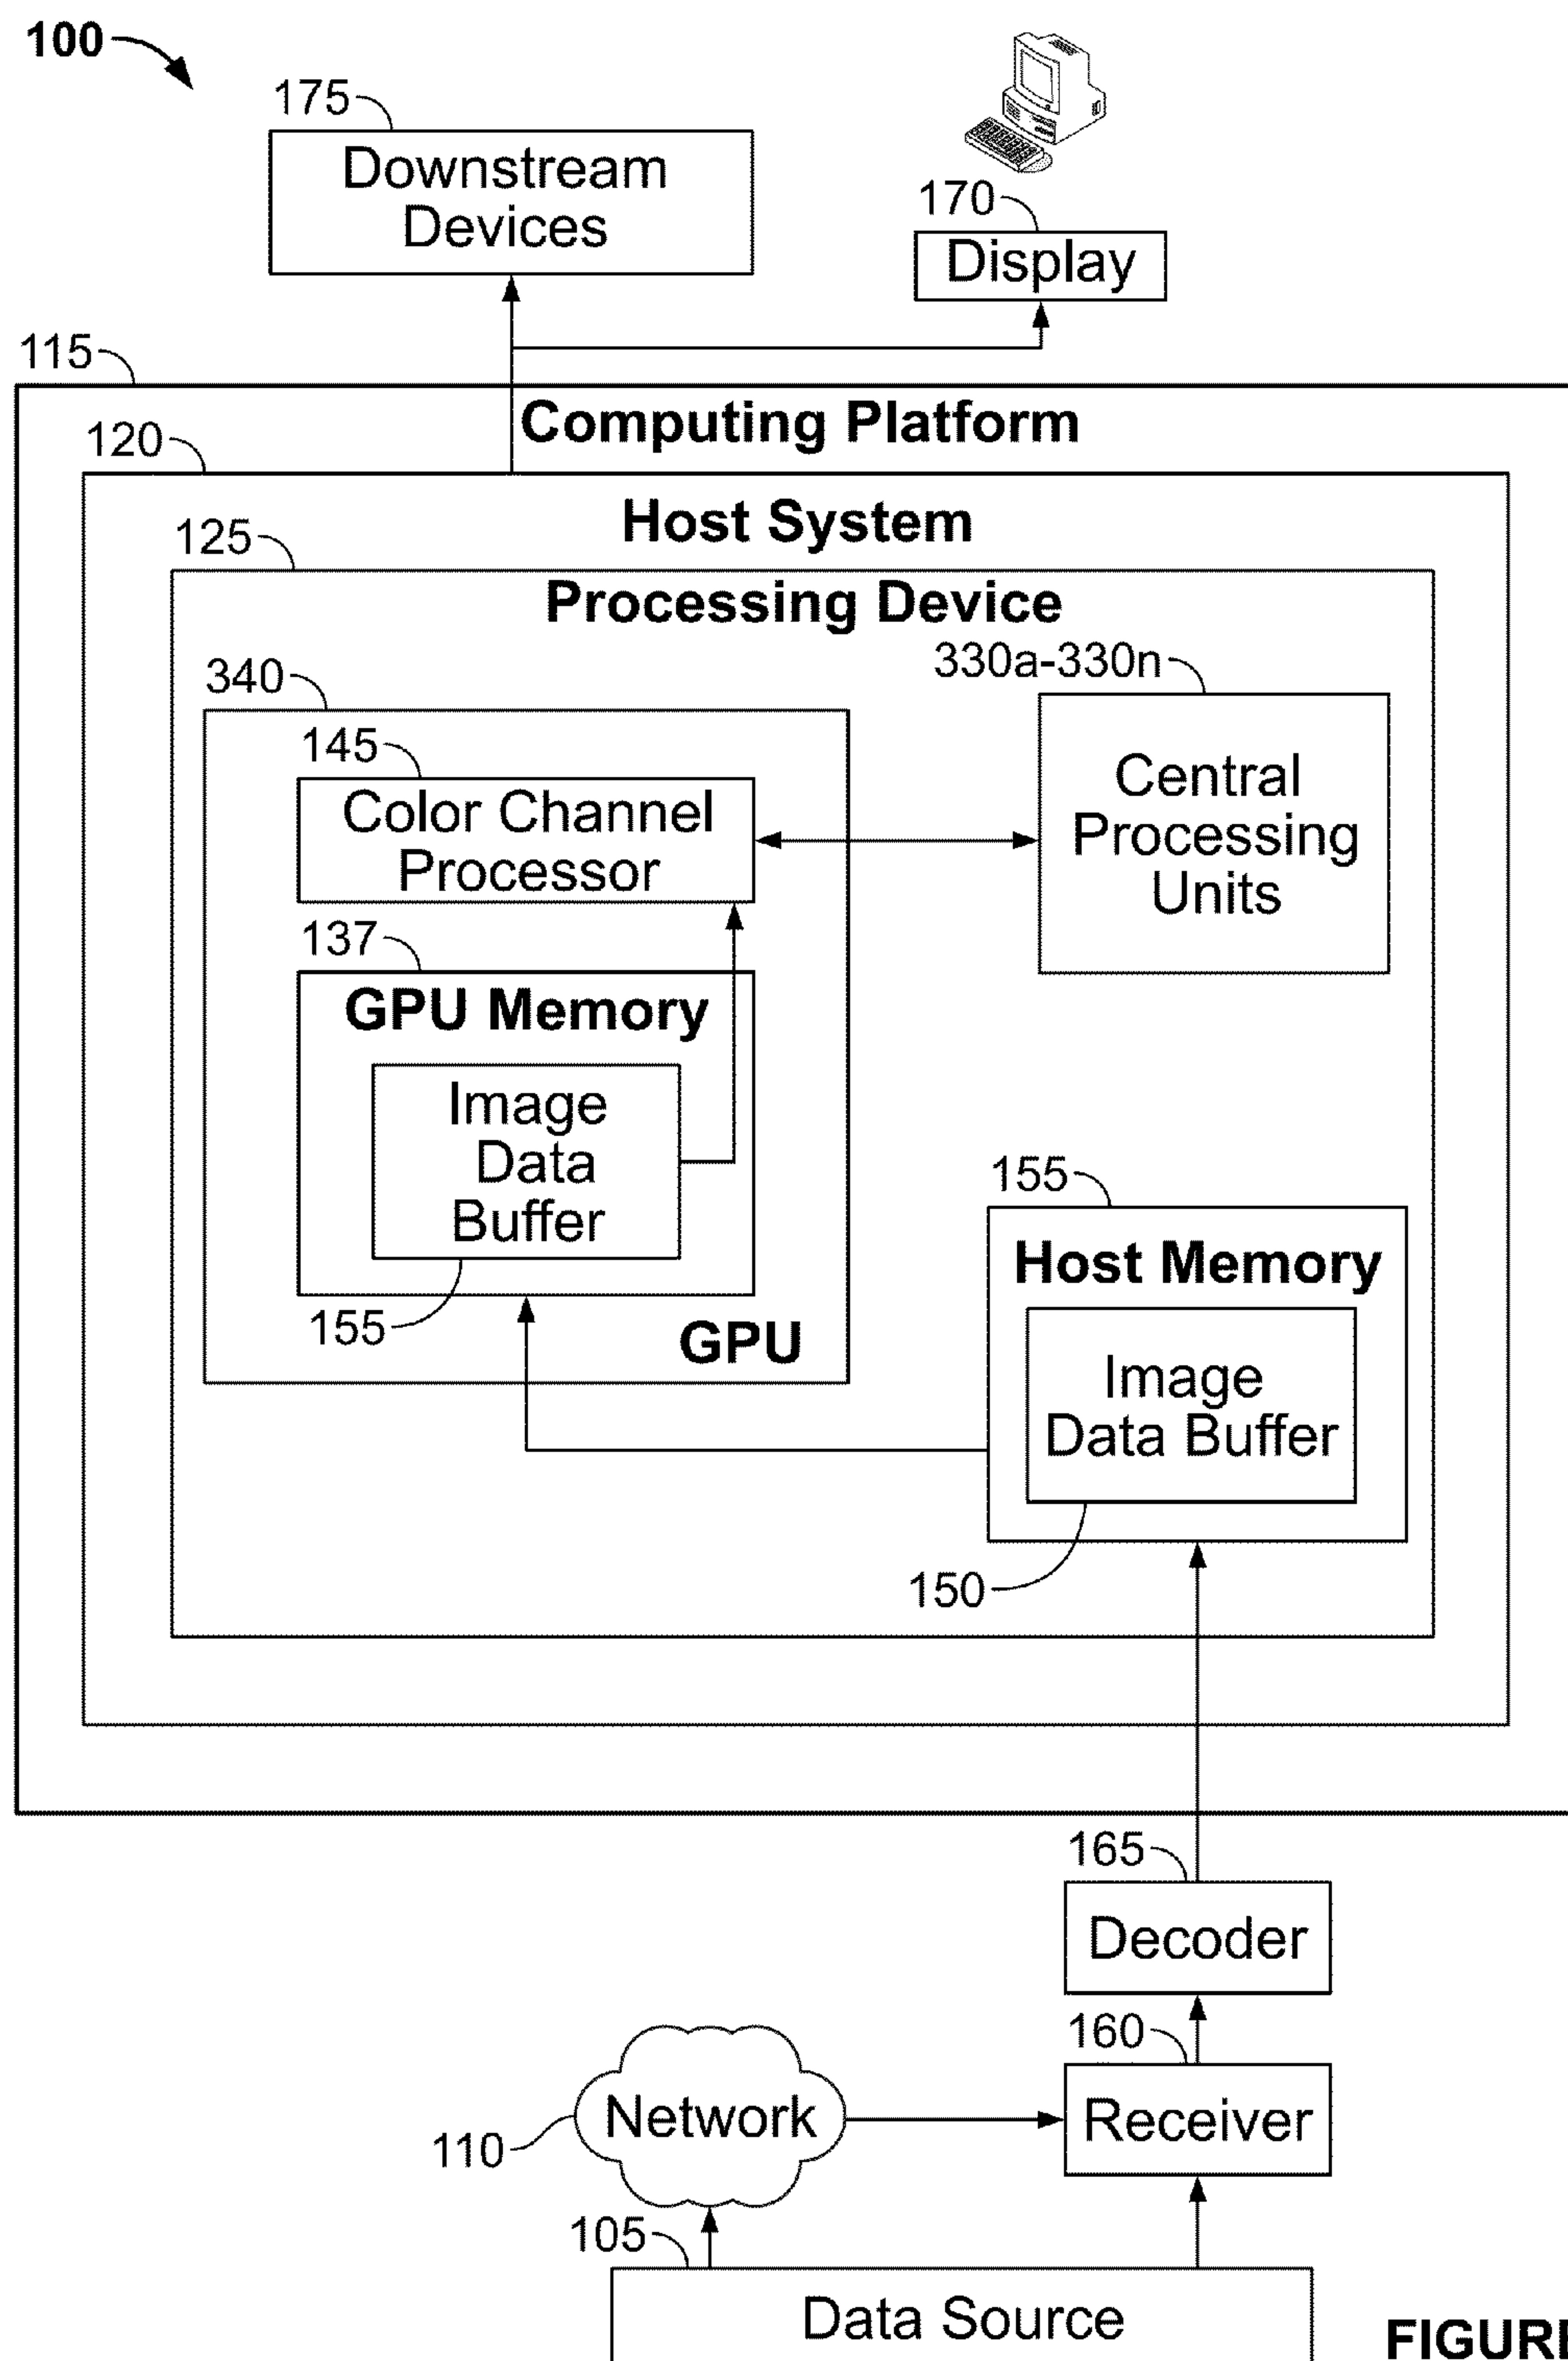 100
175
Downstream
Devices
170
Display
115
Computing Platform
120
Host System
125
Processing Device
340
330a-330n
145
Color Channel
Processor
Central
Processing
Units
137
GPU Memory
Image
Data
Buffer
155
GPU
155
Host Memory
Image
Data Buffer
150
165
Decoder
160
Receiver
Network
110
105
Data Source
FIGURE